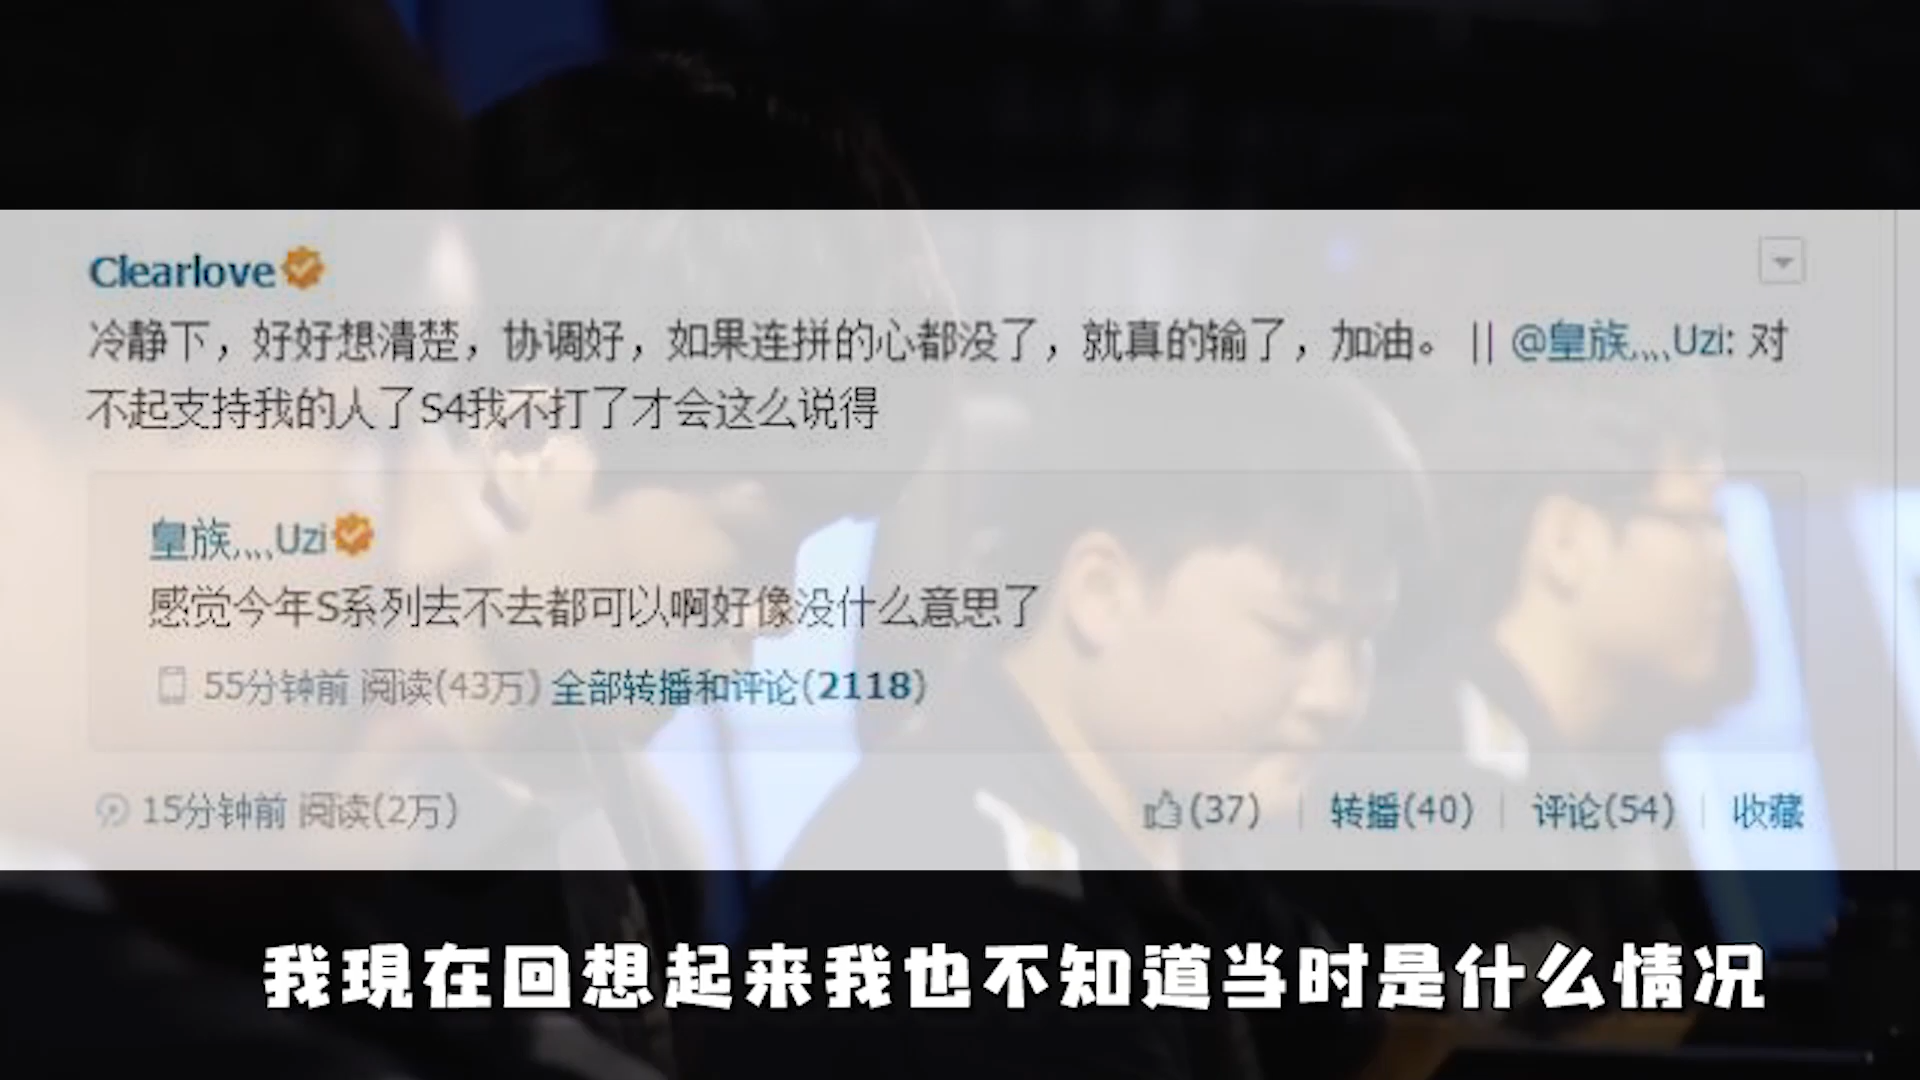 Clearlove
冷静下，好好想清楚，协调好，如果连拼的心都没了，就真的输了，加油。 || @皇族,,,,Uzi: 对
不起支持我的人了S4我不打了才会这么说得
皇族,,,,Uzi
感觉今年S系列去不去都可以啊好像没什么意思了
55分钟前 阅读(43万) 全部转播和评论(2118)
15分钟前 阅读(2万) (37) | 转播(40) | 评论(54) | 收藏
我現在回想起来我也不知道当时是什么情况